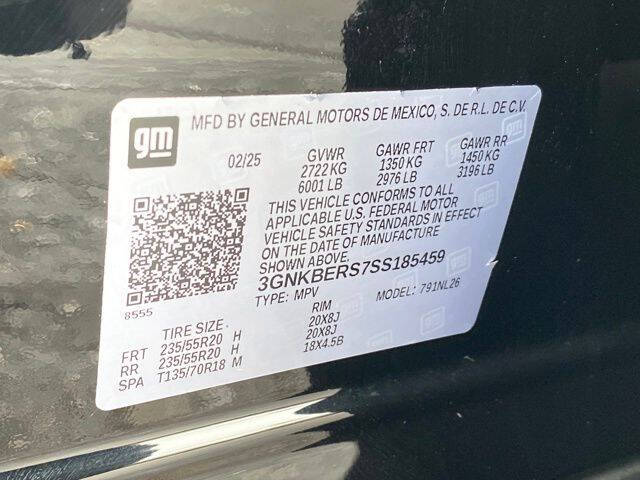 gm
MFD BY GENERAL MOTORS DE MEXICO, S. DE R.L. DE C.V.
02/25 GVWR GAWR FRT GAWR RR
2722 KG 1350 KG 1450 KG
6001 LB 2976 LB 3196 LB
THIS VEHICLE CONFORMS TO ALL
APPLICABLE U.S. FEDERAL MOTOR
VEHICLE SAFETY STANDARDS IN EFFECT
ON THE DATE OF MANUFACTURE
SHOWN ABOVE.
3GNKBERS7SS185459
TYPE: MPV MODEL: 791NL26
8555
TIRE SIZE RIM
FRT 235/55R20 H 20X8J
RR 235/55R20 H 20X8J
SPA T135/70R18 M 18X4.5B